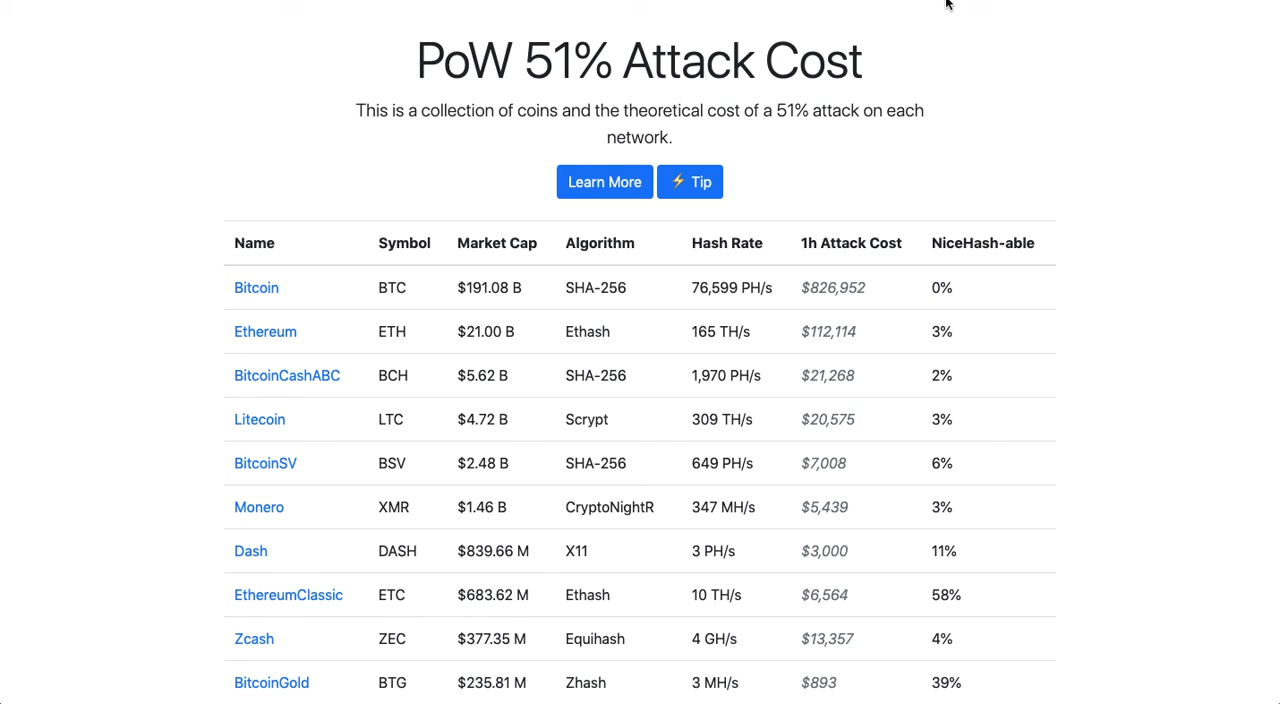 PoW 51% Attack Cost
This is a collection of coins and the theoretical cost of a 51% attack on each
network.
Learn More ⚡ Tip
Name Symbol Market Cap Algorithm Hash Rate 1h Attack Cost NiceHash-able
Bitcoin BTC $191.08 B SHA-256 76,599 PH/s $826,952 0%
Ethereum ETH $21.00 B Ethash 165 TH/s $112,114 3%
BitcoinCashABC BCH $5.62 B SHA-256 1,970 PH/s $21,268 2%
Litecoin LTC $4.72 B Scrypt 309 TH/s $20,575 3%
BitcoinSV BSV $2.48 B SHA-256 649 PH/s $7,008 6%
Monero XMR $1.46 B CryptoNightR 347 MH/s $5,439 3%
Dash DASH $839.66 M X11 3 PH/s $3,000 11%
EthereumClassic ETC $683.62 M Ethash 10 TH/s $6,564 58%
Zcash ZEC $377.35 M Equihash 4 GH/s $13,357 4%
BitcoinGold BTG $235.81 M Zhash 3 MH/s $893 39%